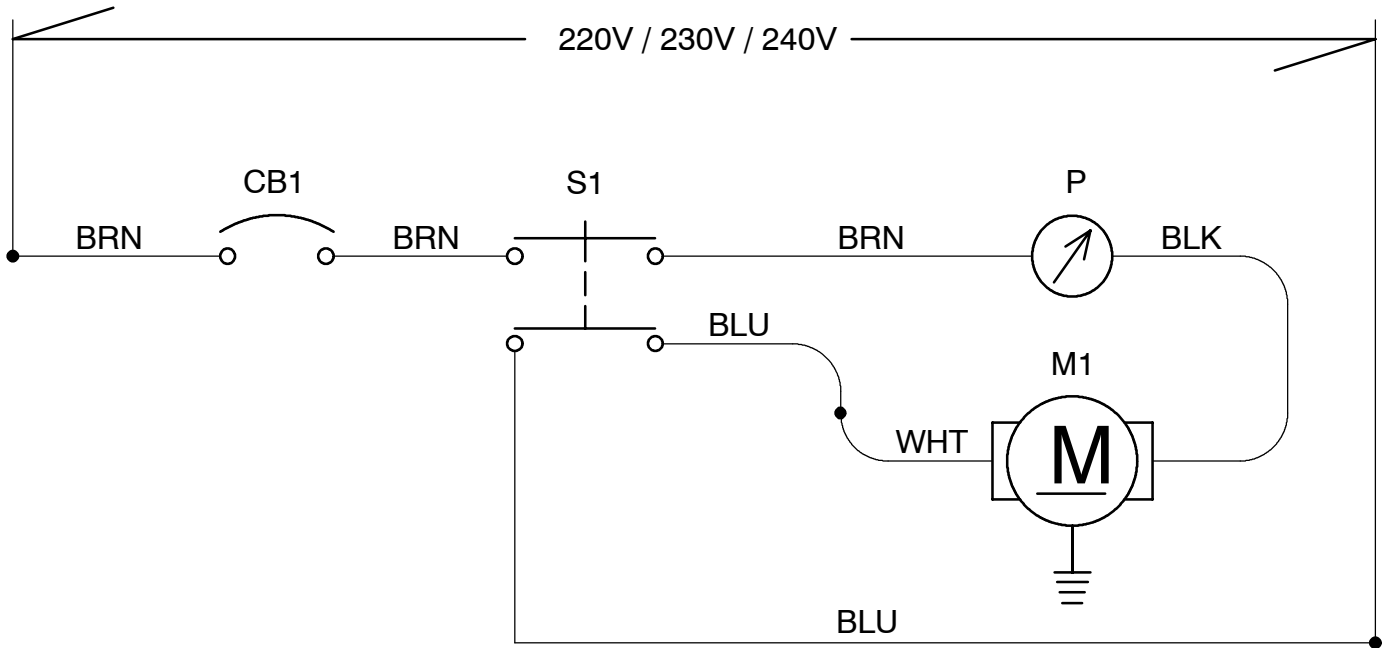 220V / 230V / 240V
CB1
S1
P
BRN
BRN
BRN
BLK
BLU
M1
WHT
M
BLU